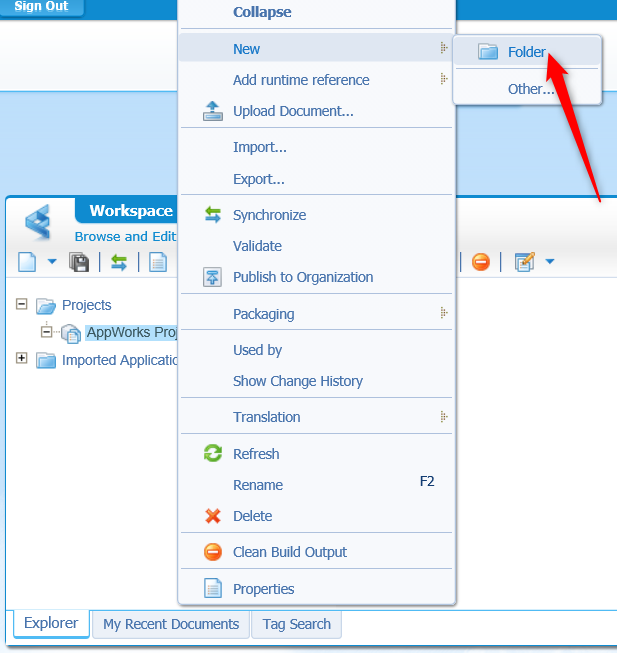 Sign Out
Collapse
New
Folder
Add runtime reference
Other...
Upload Document...
Import...
Export...
Workspace
Synchronize
Browse and Edit
Validate
Publish to Organization
Projects
Packaging
AppWorks Proj
Used by
Imported Applicatio
Show Change History
Translation
Refresh
Rename F2
Delete
Clean Build Output
Properties
Explorer My Recent Documents Tag Search